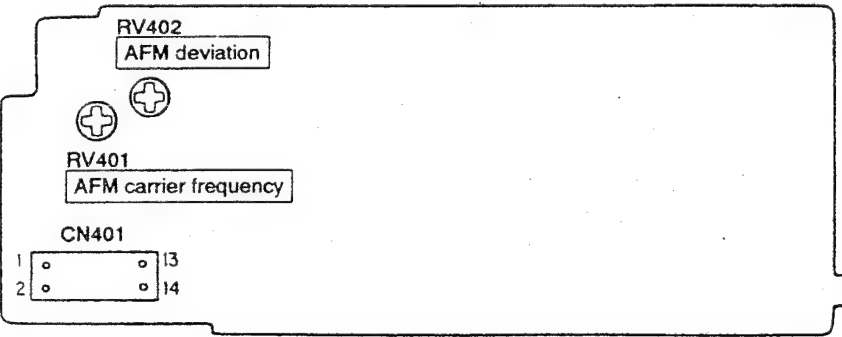 RV402
AFM deviation
RV401
AFM carrier frequency
CN401
1 13
2 14